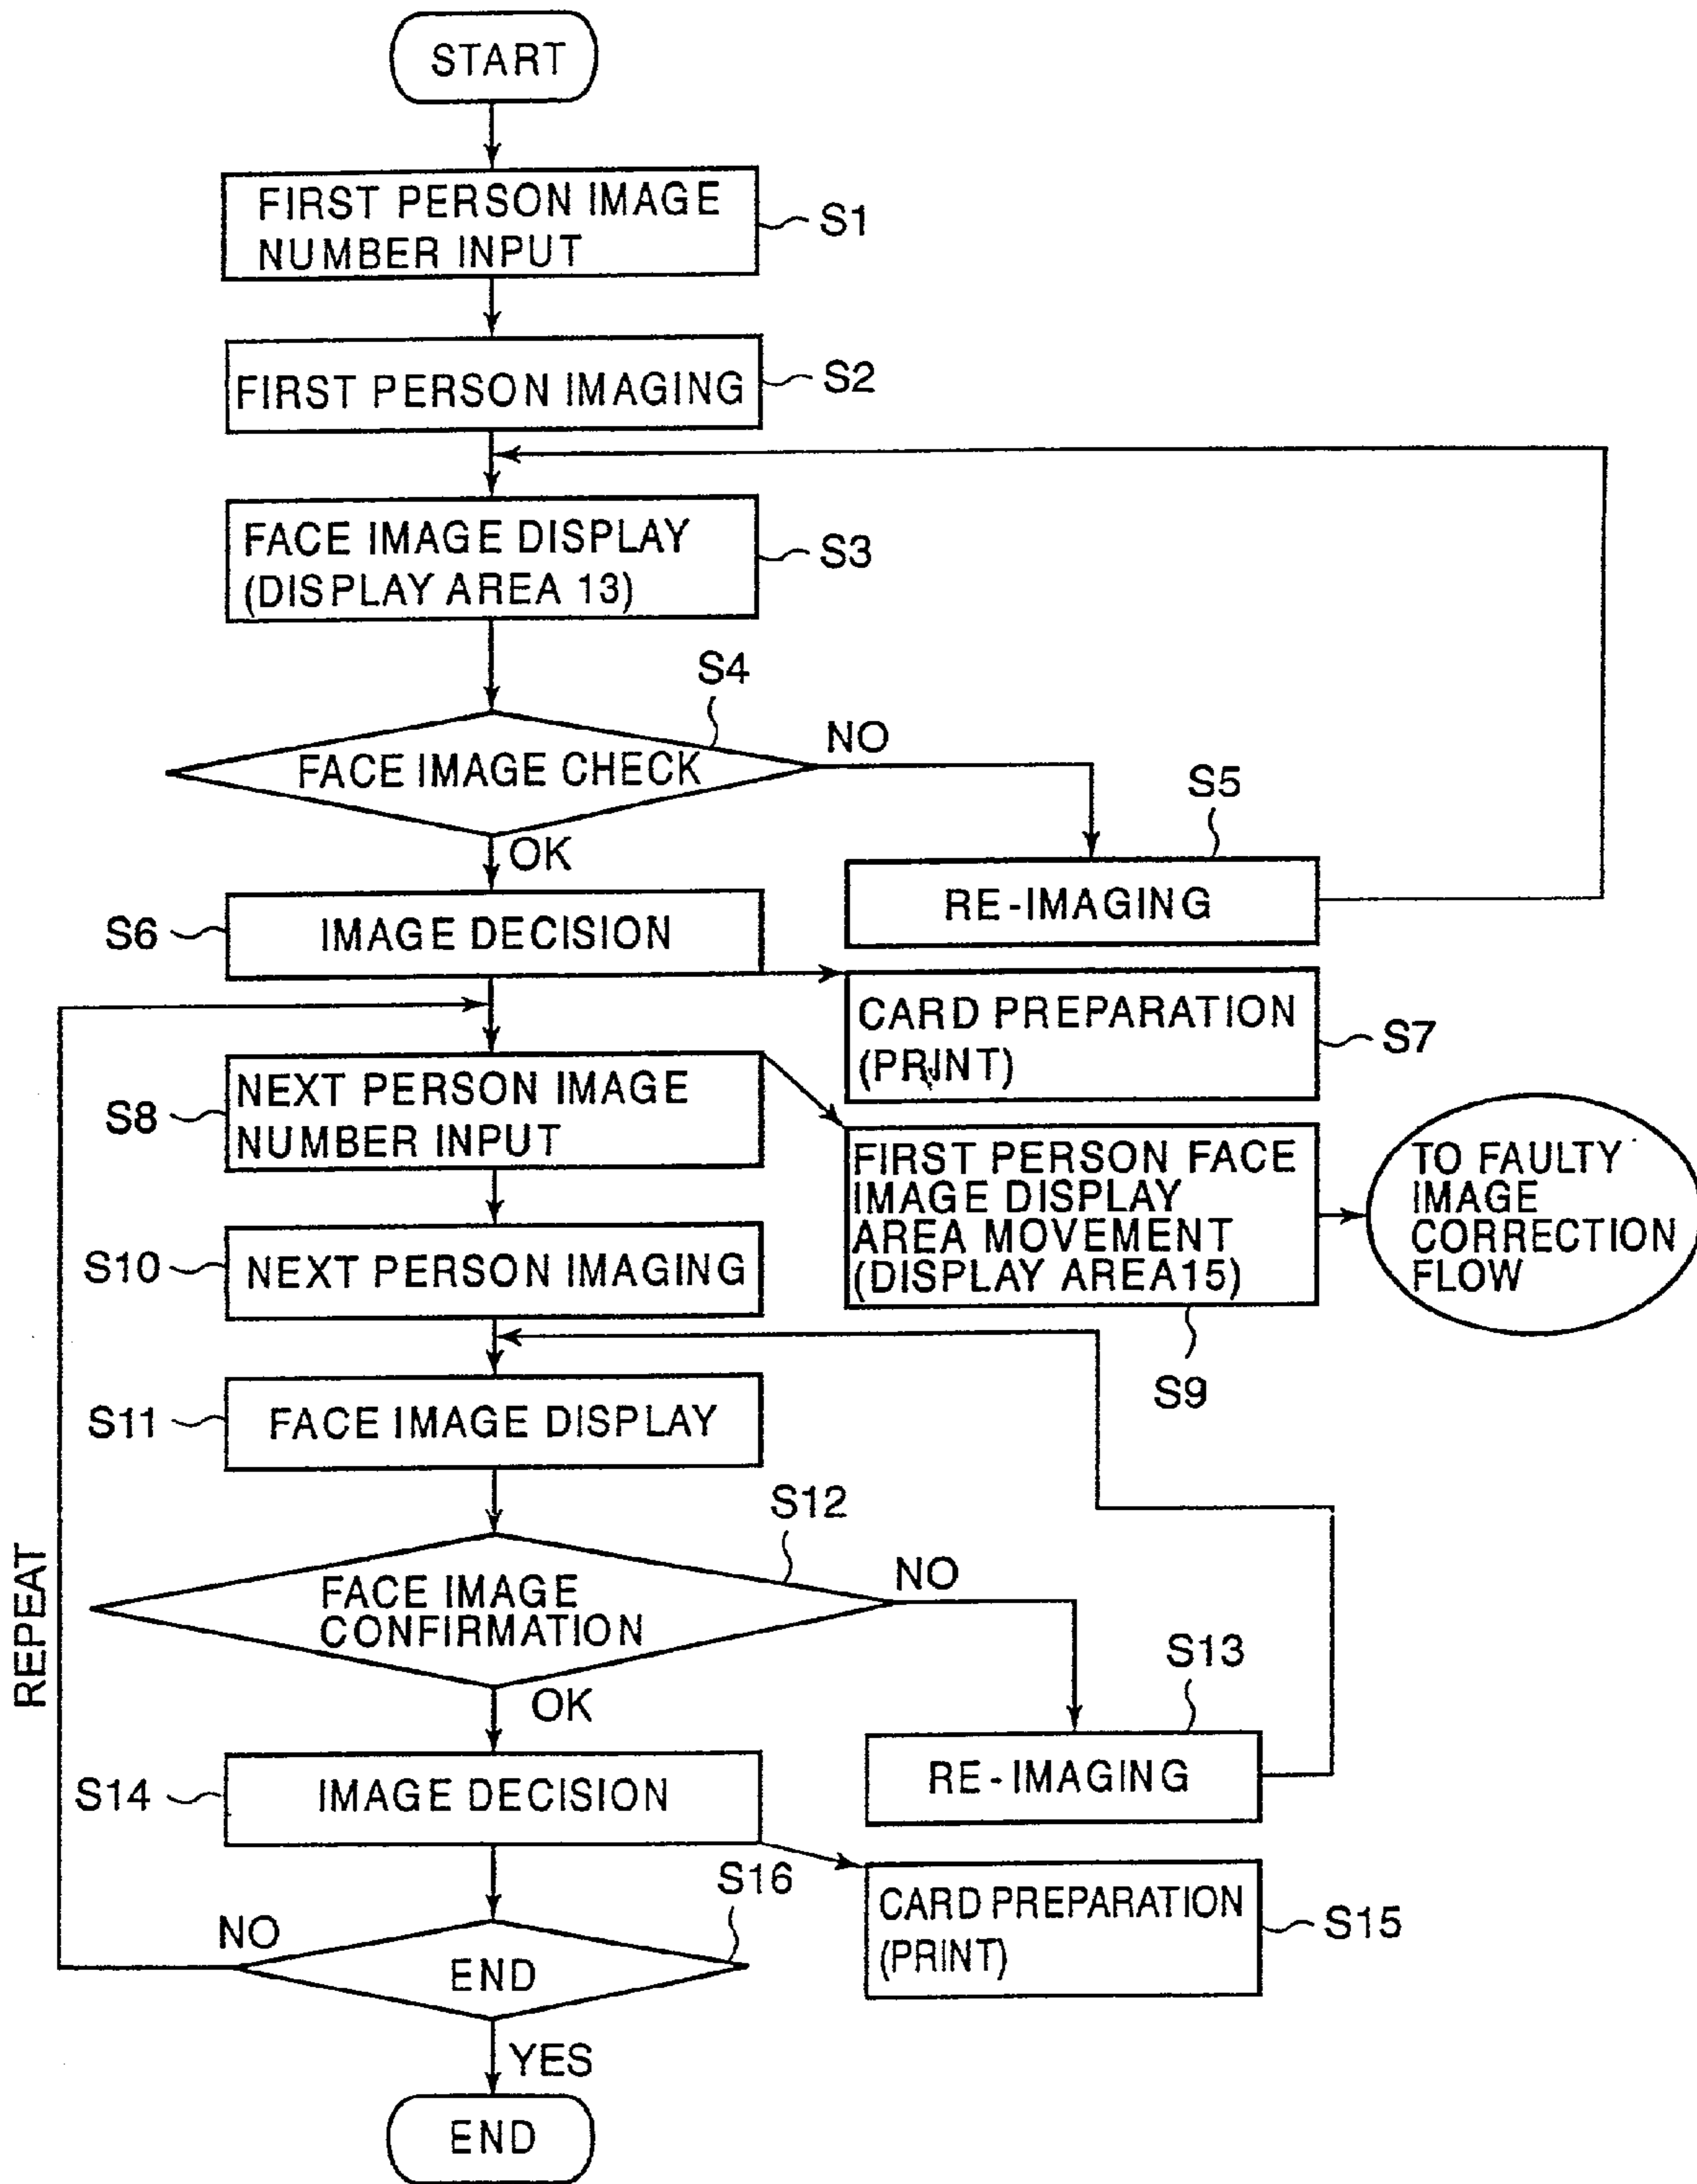 START
FIRST PERSON IMAGE
NUMBER INPUT
S1
FIRST PERSON IMAGING
S2
FACE IMAGE DISPLAY
(DISPLAY AREA 13)
S3
S4
FACE IMAGE CHECK
NO
OK
S5
RE-IMAGING
S6
IMAGE DECISION
CARD PREPARATION
(PRINT)
S7
S8
NEXT PERSON IMAGE
NUMBER INPUT
FIRST PERSON FACE
IMAGE DISPLAY
AREA MOVEMENT
(DISPLAY AREA15)
S9
TO FAULTY
IMAGE
CORRECTION
FLOW
S10
NEXT PERSON IMAGING
S11
FACE IMAGE DISPLAY
S12
FACE IMAGE
CONFIRMATION
NO
OK
REPEAT
S13
RE-IMAGING
S14
IMAGE DECISION
CARD PREPARATION
(PRINT)
S15
S16
NO
END
YES
END